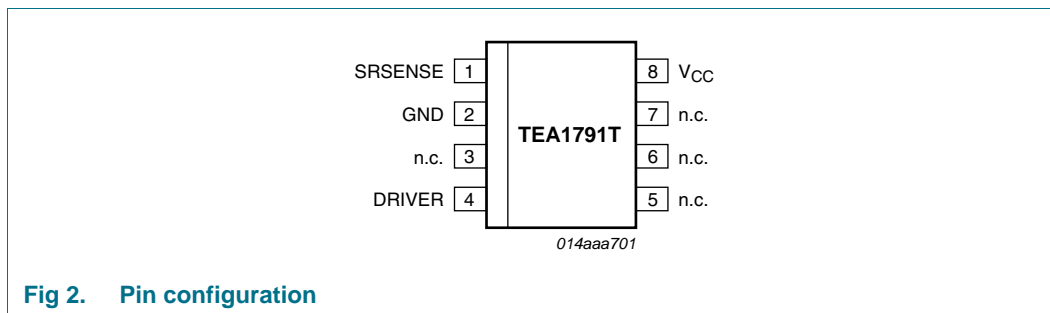 SRSENSE 1 8 VCC
GND 2 7 n.c.
TEA1791T
n.c. 3 6 n.c.
DRIVER 4 5 n.c.
014aaa701
Fig 2. Pin configuration